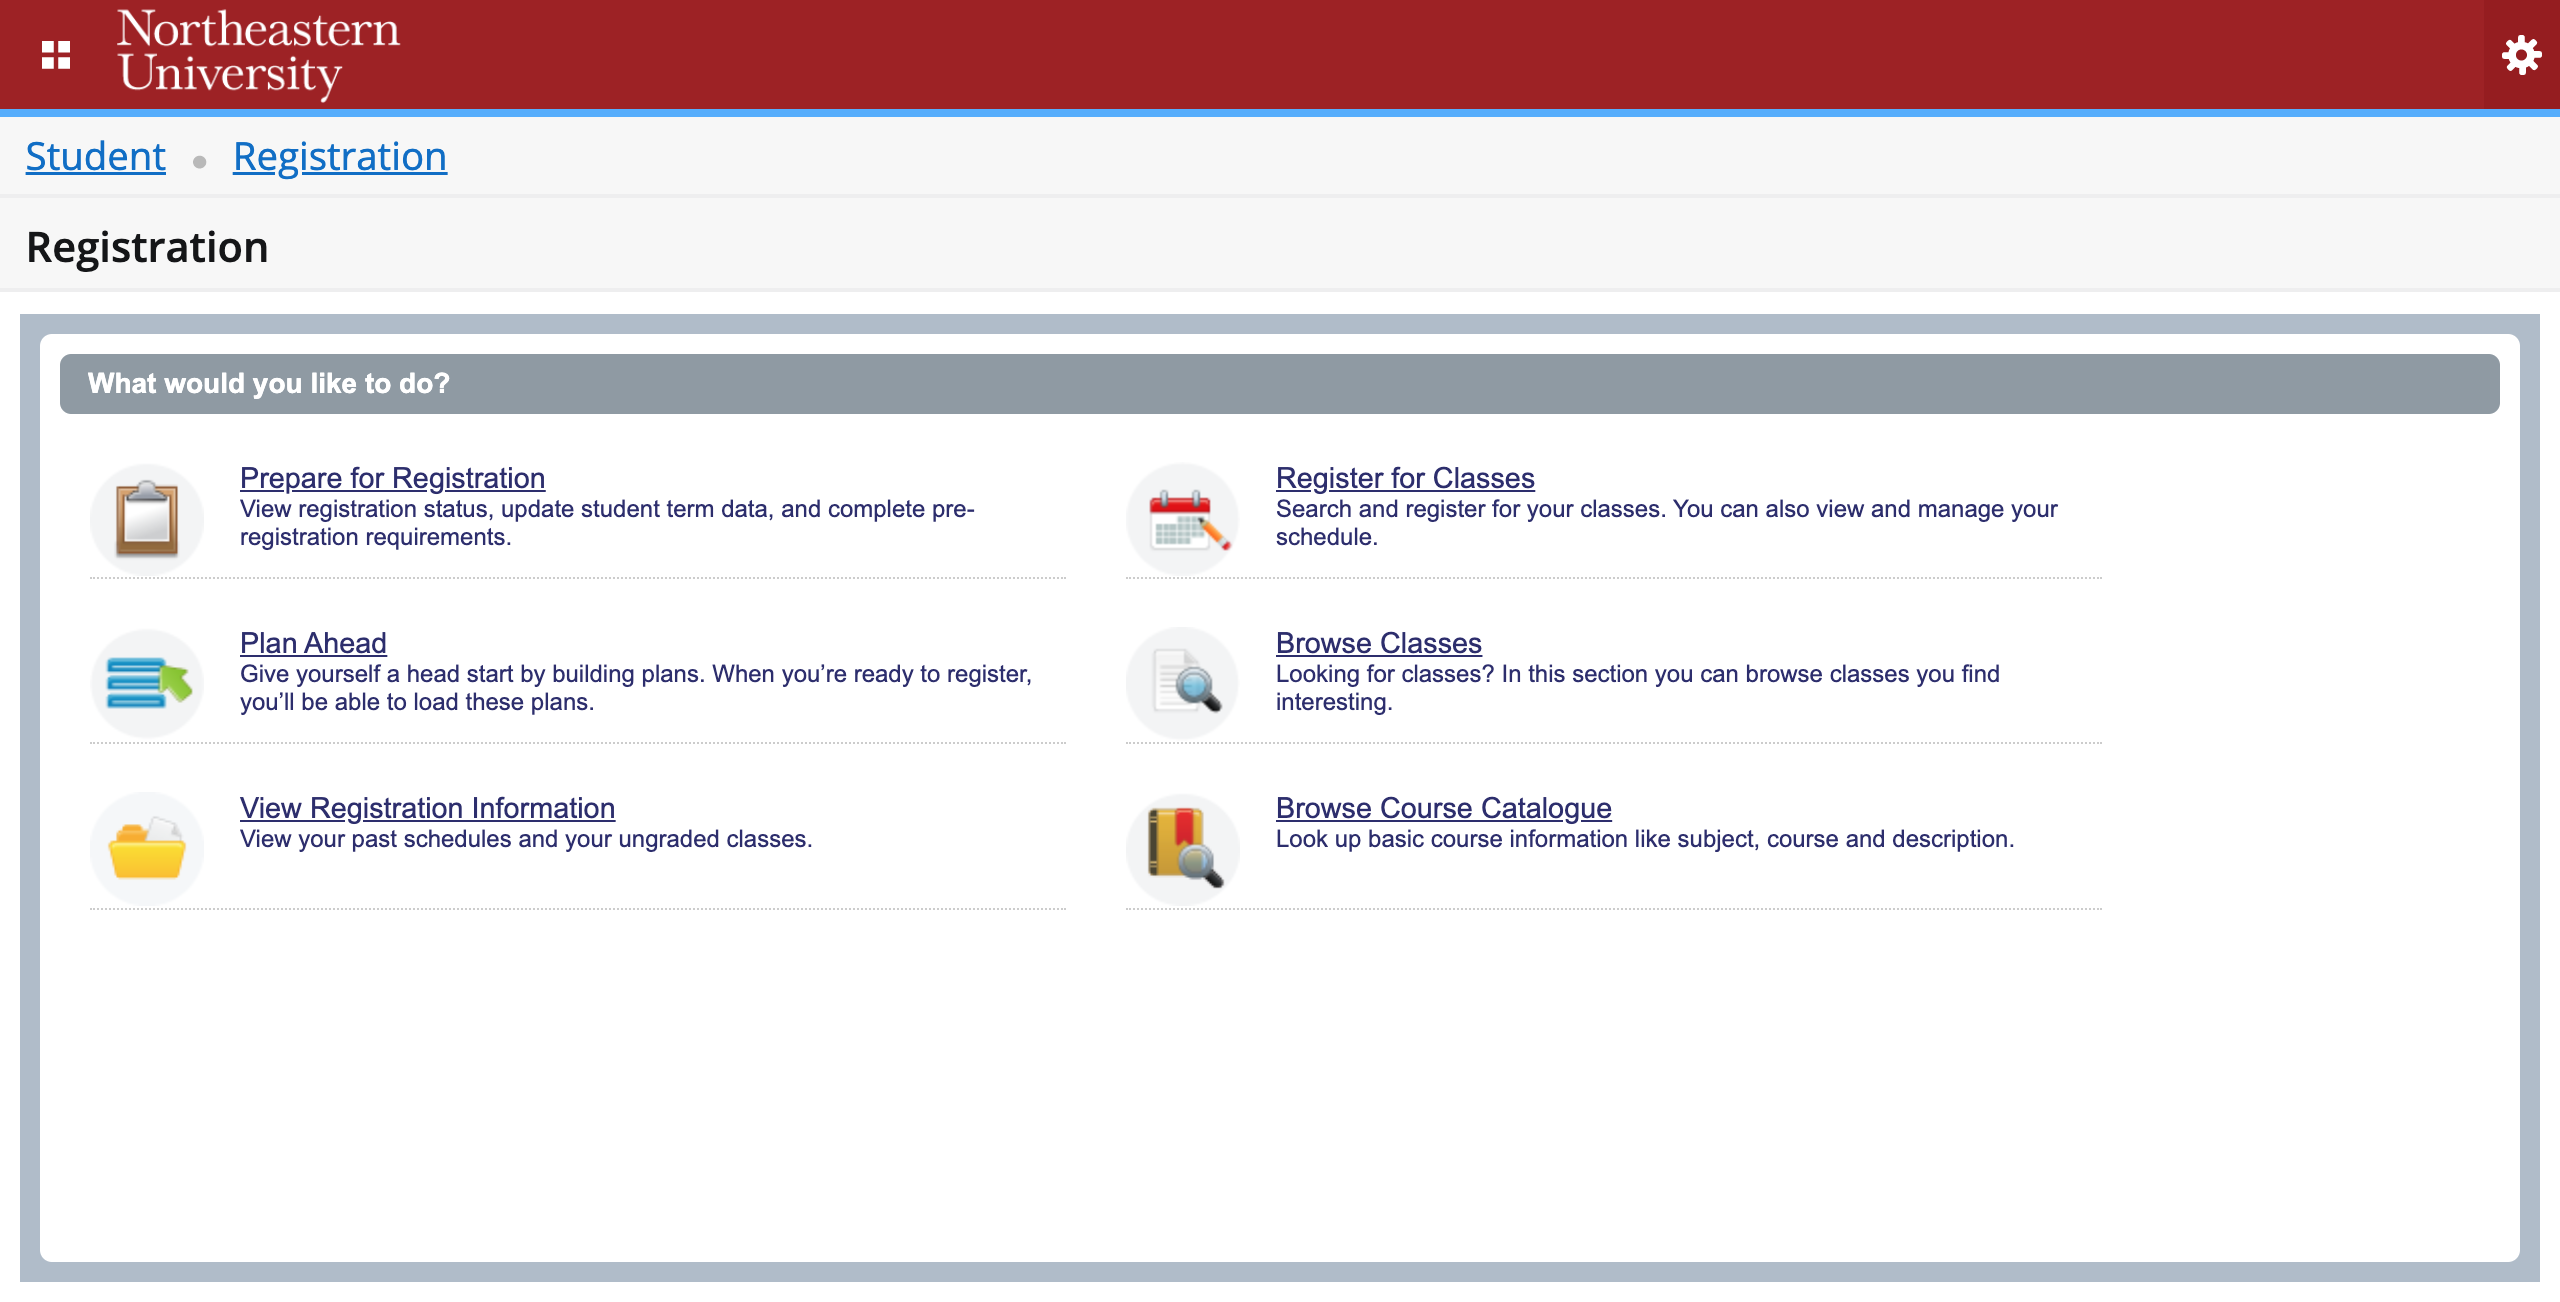 Northeastern
University
Student
Registration
Registration
What would you like to do?
Prepare for Registration
View registration status, update student term data, and complete pre-
registration requirements.
Register for Classes
Search and register for your classes. You can also view and manage your
schedule.
Plan Ahead
Give yourself a head start by building plans. When you’re ready to register,
you’ll be able to load these plans.
Browse Classes
Looking for classes? In this section you can browse classes you find
interesting.
View Registration Information
View your past schedules and your ungraded classes.
Browse Course Catalogue
Look up basic course information like subject, course and description.